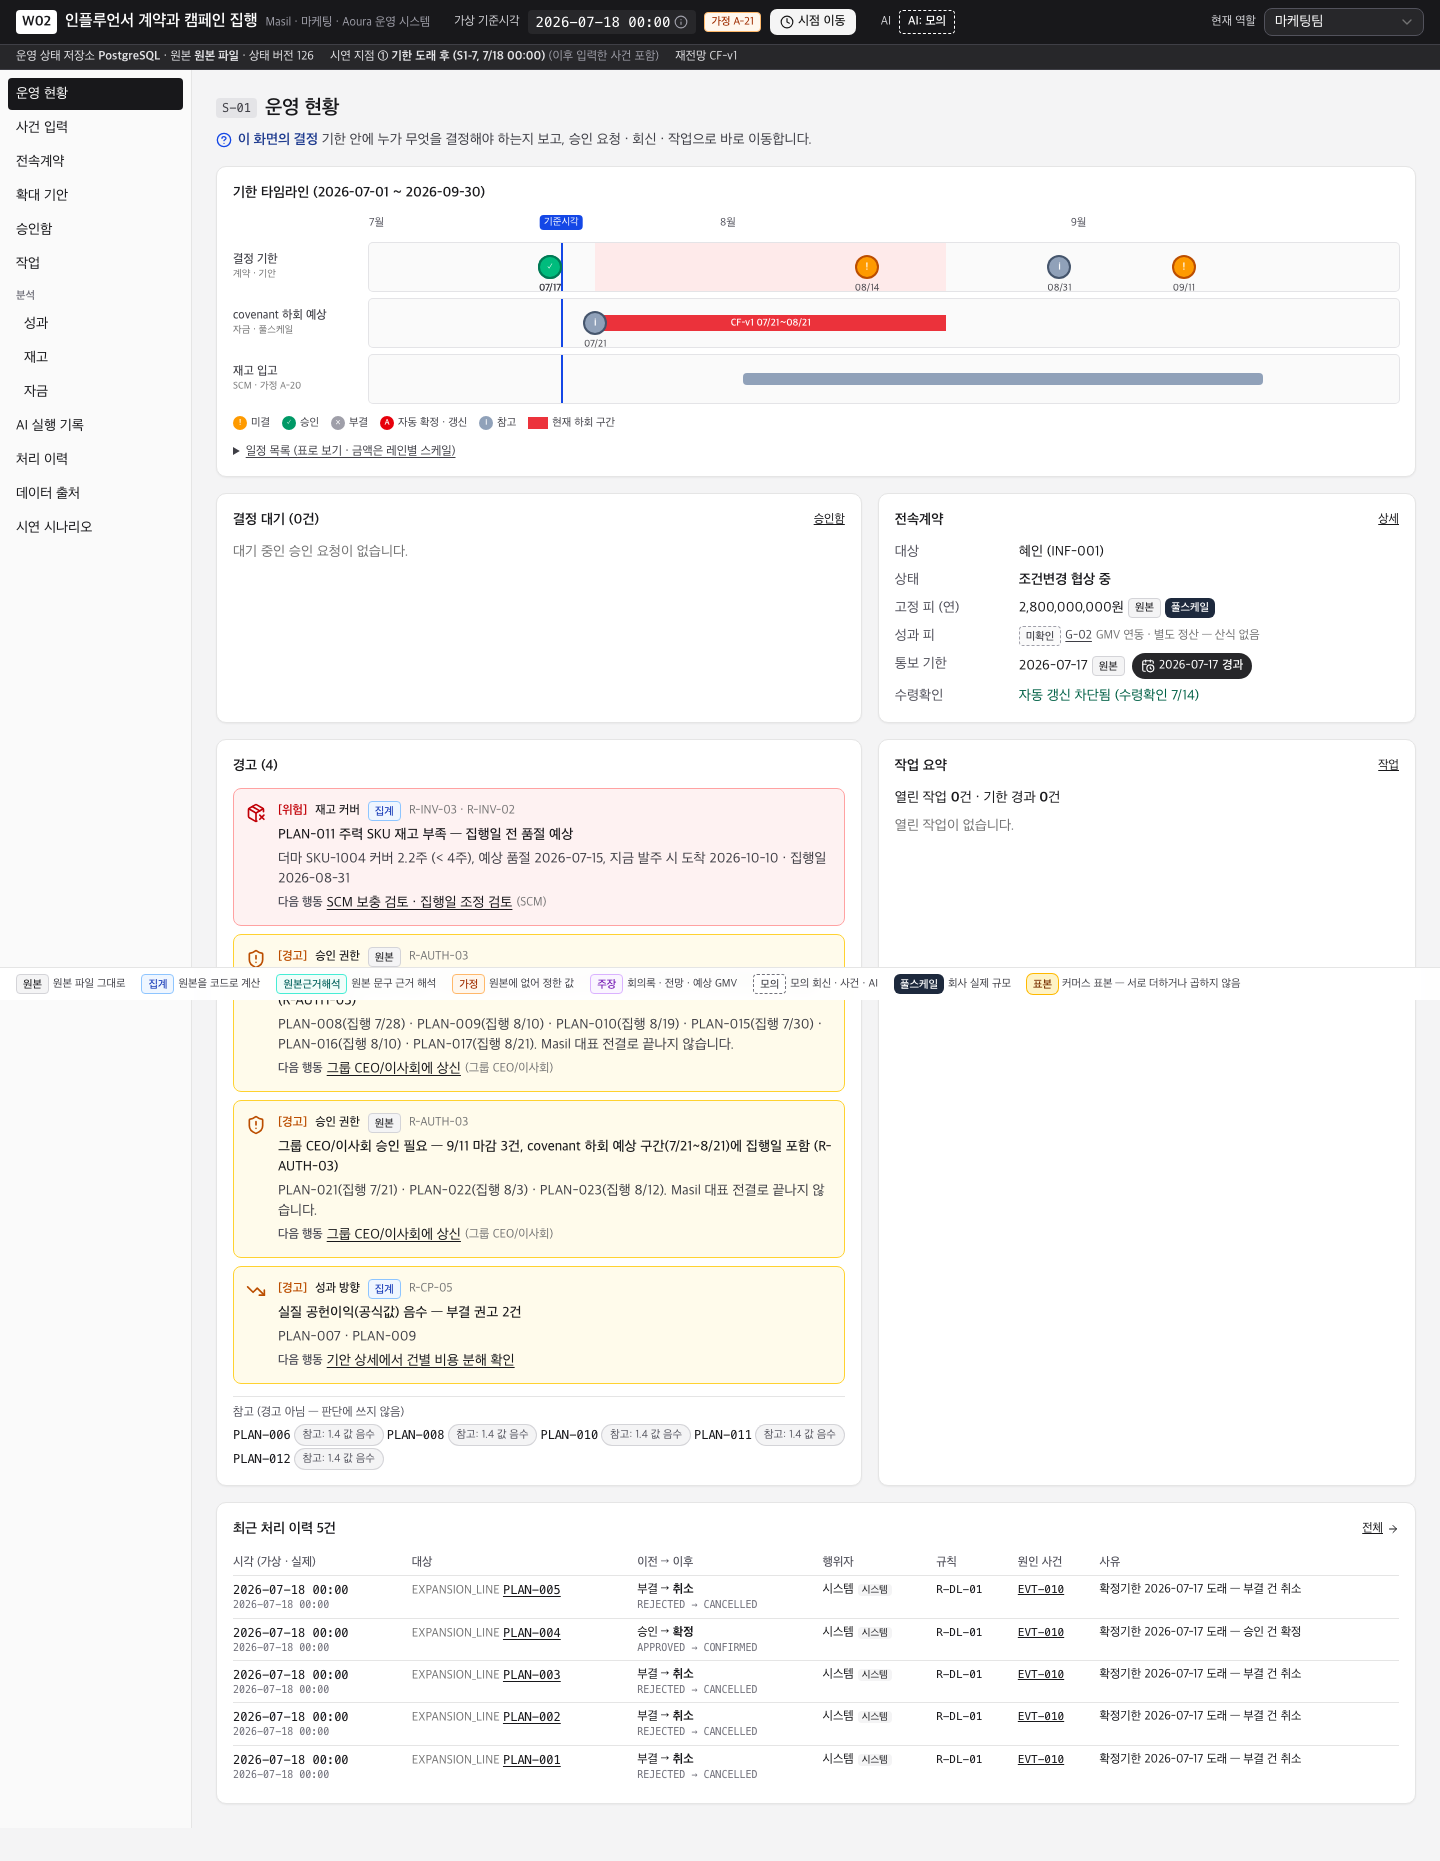 W02 인플루언서 계약과 캠페인 집행 Masil · 마케팅 · Aoura 운영 시스템 가상 기준시각 2026-07-18 00:00 가정 A-21 시점 이동 AI AI: 모의 현재 역할 마케팅팀
운영 상태 저장소 PostgreSQL · 원본 원본 파일 · 상태 버전 126 시연 지점 ① 기한 도래 후 (S1-7, 7/18 00:00) (이후 입력한 사건 포함) 재전망 CF-v1
운영 현황
사건 입력
전속계약
확대 기안
승인함
작업
분석
성과
재고
자금
AI 실행 기록
처리 이력
데이터 출처
시연 시나리오
S-01 운영 현황
이 화면의 결정 기한 안에 누가 무엇을 결정해야 하는지 보고, 승인 요청 · 회신 · 작업으로 바로 이동합니다.
기한 타임라인 (2026-07-01 ~ 2026-09-30)
7월 기준시각 8월 9월
결정 기한
계약 · 기안
✓ ! i !
07/17 08/14 08/31 09/11
covenant 하회 예상
자금 · 풀스케일
i CF-v1 07/21~08/21
07/21
재고 입고
SCM · 가정 A-20
! 미결 ✓ 승인 × 부결 A 자동 확정 · 갱신 i 참고 현재 하회 구간
▶ 일정 목록 (표로 보기 · 금액은 레인별 스케일)
결정 대기 (0건) 승인함
대기 중인 승인 요청이 없습니다.
전속계약 상세
대상 혜인 (INF-001)
상태 조건변경 협상 중
고정 피 (연) 2,800,000,000원 원본 풀스케일
성과 피 미확인 G-02 GMV 연동 · 별도 정산 — 산식 없음
통보 기한 2026-07-17 원본 2026-07-17 경과
수령확인 자동 갱신 차단됨 (수령확인 7/14)
경고 (4)
[위험] 재고 커버 집계 R-INV-03 · R-INV-02
PLAN-011 주력 SKU 재고 부족 — 집행일 전 품절 예상
더마 SKU-1004 커버 2.2주 (< 4주), 예상 품절 2026-07-15, 지금 발주 시 도착 2026-10-10 · 집행일
2026-08-31
다음 행동 SCM 보충 검토 · 집행일 조정 검토 (SCM)
[경고] 승인 권한 원본 R-AUTH-03
원본 원본 파일 그대로 집계 원본을 코드로 계산 원본근거해석 원본 문구 근거 해석 가정 원본에 없어 정한 값 주장 회의록 · 전망 · 예상 GMV 모의 모의 회신 · 사건 · AI 풀스케일 회사 실제 규모 표본 커머스 표본 — 서로 더하거나 곱하지 않음
(R-AUTH-03)
PLAN-008(집행 7/28) · PLAN-009(집행 8/10) · PLAN-010(집행 8/19) · PLAN-015(집행 7/30) ·
PLAN-016(집행 8/10) · PLAN-017(집행 8/21). Masil 대표 전결로 끝나지 않습니다.
다음 행동 그룹 CEO/이사회에 상신 (그룹 CEO/이사회)
[경고] 승인 권한 원본 R-AUTH-03
그룹 CEO/이사회 승인 필요 — 9/11 마감 3건, covenant 하회 예상 구간(7/21~8/21)에 집행일 포함 (R-
AUTH-03)
PLAN-021(집행 7/21) · PLAN-022(집행 8/3) · PLAN-023(집행 8/12). Masil 대표 전결로 끝나지 않
습니다.
다음 행동 그룹 CEO/이사회에 상신 (그룹 CEO/이사회)
[경고] 성과 방향 집계 R-CP-05
실질 공헌이익(공식값) 음수 — 부결 권고 2건
PLAN-007 · PLAN-009
다음 행동 기안 상세에서 건별 비용 분해 확인
참고 (경고 아님 — 판단에 쓰지 않음)
PLAN-006 참고: 1.4 값 음수 PLAN-008 참고: 1.4 값 음수 PLAN-010 참고: 1.4 값 음수 PLAN-011 참고: 1.4 값 음수
PLAN-012 참고: 1.4 값 음수
작업 요약 작업
열린 작업 0건 · 기한 경과 0건
열린 작업이 없습니다.
최근 처리 이력 5건 전체 →
시각 (가상 · 실제) 대상 이전 → 이후 행위자 규칙 원인 사건 사유
2026-07-18 00:00 EXPANSION_LINE PLAN-005 부결 → 취소 시스템 시스템 R-DL-01 EVT-010 확정기한 2026-07-17 도래 — 부결 건 취소
2026-07-18 00:00 REJECTED → CANCELLED
2026-07-18 00:00 EXPANSION_LINE PLAN-004 승인 → 확정 시스템 시스템 R-DL-01 EVT-010 확정기한 2026-07-17 도래 — 승인 건 확정
2026-07-18 00:00 APPROVED → CONFIRMED
2026-07-18 00:00 EXPANSION_LINE PLAN-003 부결 → 취소 시스템 시스템 R-DL-01 EVT-010 확정기한 2026-07-17 도래 — 부결 건 취소
2026-07-18 00:00 REJECTED → CANCELLED
2026-07-18 00:00 EXPANSION_LINE PLAN-002 부결 → 취소 시스템 시스템 R-DL-01 EVT-010 확정기한 2026-07-17 도래 — 부결 건 취소
2026-07-18 00:00 REJECTED → CANCELLED
2026-07-18 00:00 EXPANSION_LINE PLAN-001 부결 → 취소 시스템 시스템 R-DL-01 EVT-010 확정기한 2026-07-17 도래 — 부결 건 취소
2026-07-18 00:00 REJECTED → CANCELLED